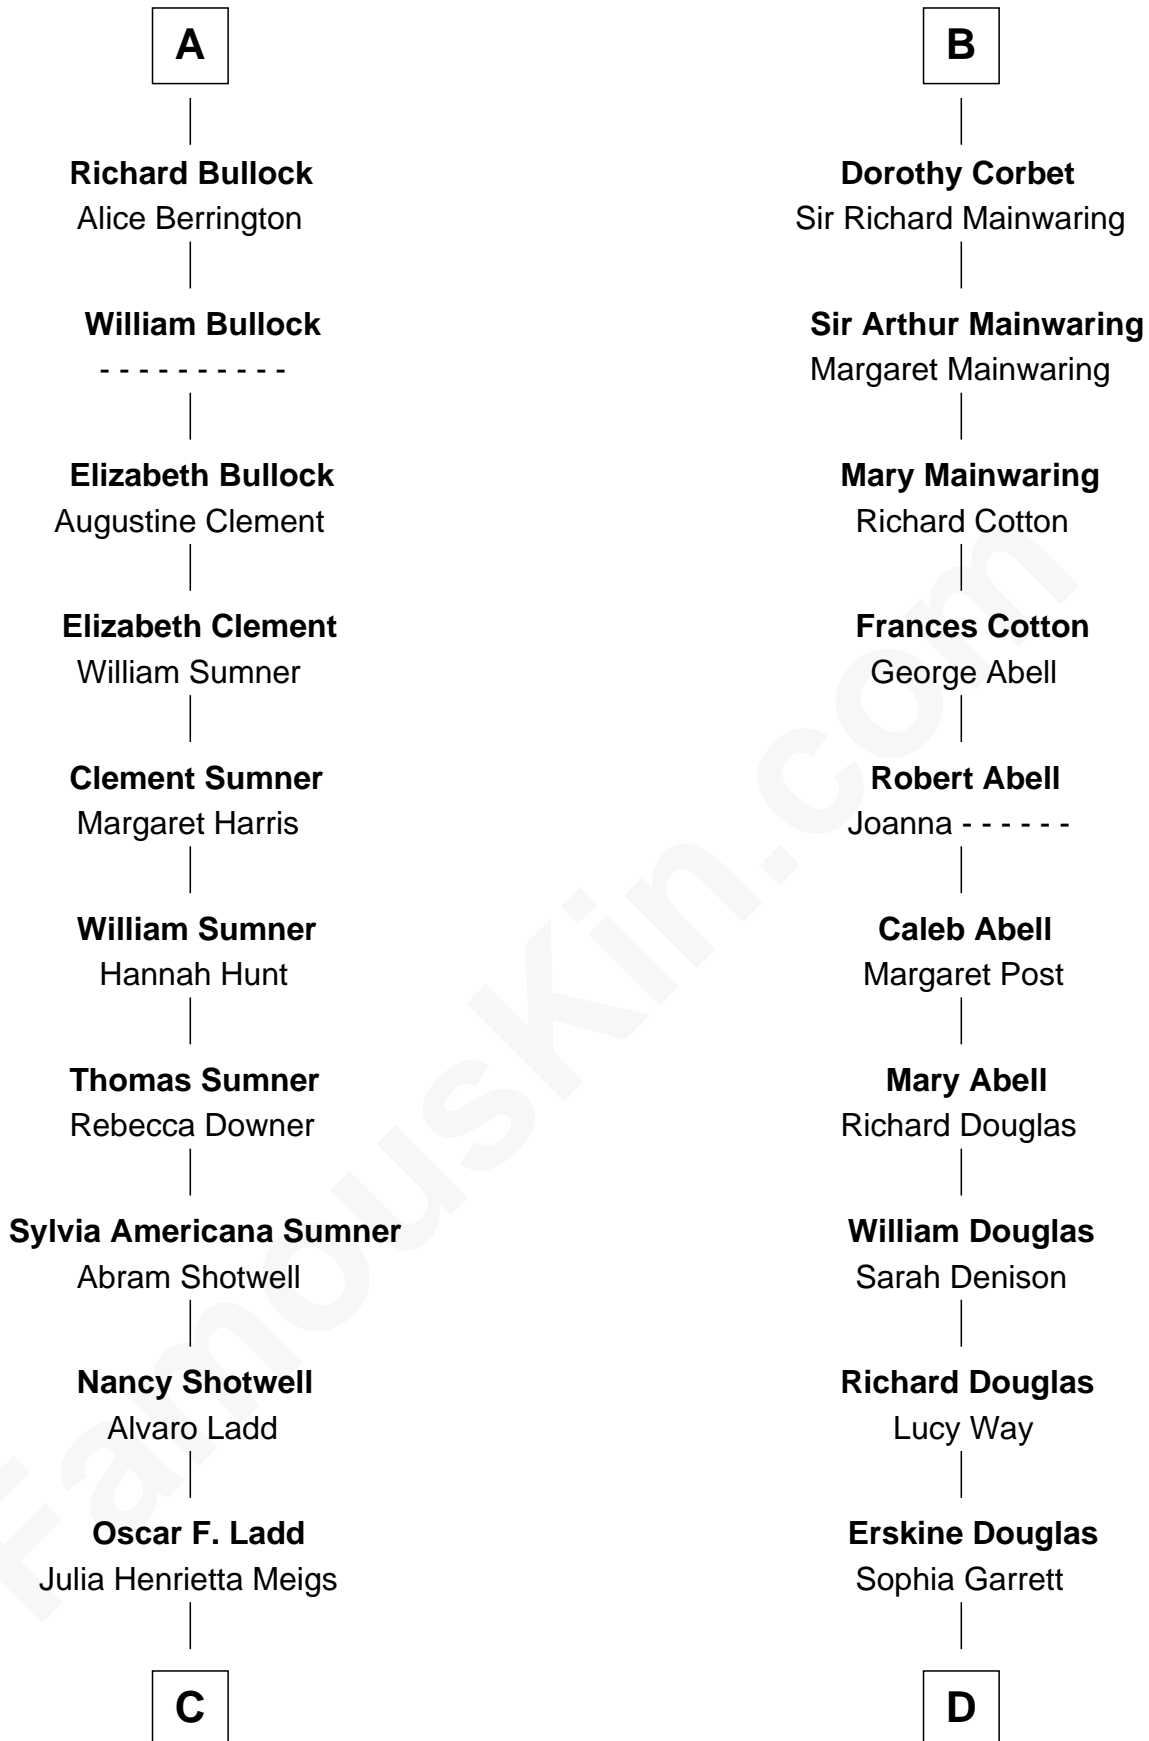 A
Richard Bullock
Alice Berrington
William Bullock
- - - - - - - - - -
Elizabeth Bullock
Augustine Clement
Elizabeth Clement
William Sumner
Clement Sumner
Margaret Harris
William Sumner
Hannah Hunt
Thomas Sumner
Rebecca Downer
Sylvia Americana Sumner
Abram Shotwell
Nancy Shotwell
Alvaro Ladd
Oscar F. Ladd
Julia Henrietta Meigs
C
B
Dorothy Corbet
Sir Richard Mainwaring
Sir Arthur Mainwaring
Margaret Mainwaring
Mary Mainwaring
Richard Cotton
Frances Cotton
George Abell
Robert Abell
Joanna - - - - - -
Caleb Abell
Margaret Post
Mary Abell
Richard Douglas
William Douglas
Sarah Denison
Richard Douglas
Lucy Way
Erskine Douglas
Sophia Garrett
D
FamousKin.com